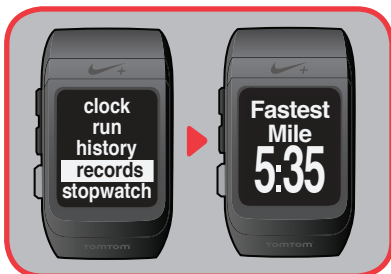 clock
run
history
records
stopwatch
TOMTOM
Fastest
Mile
5:35
TOMTOM